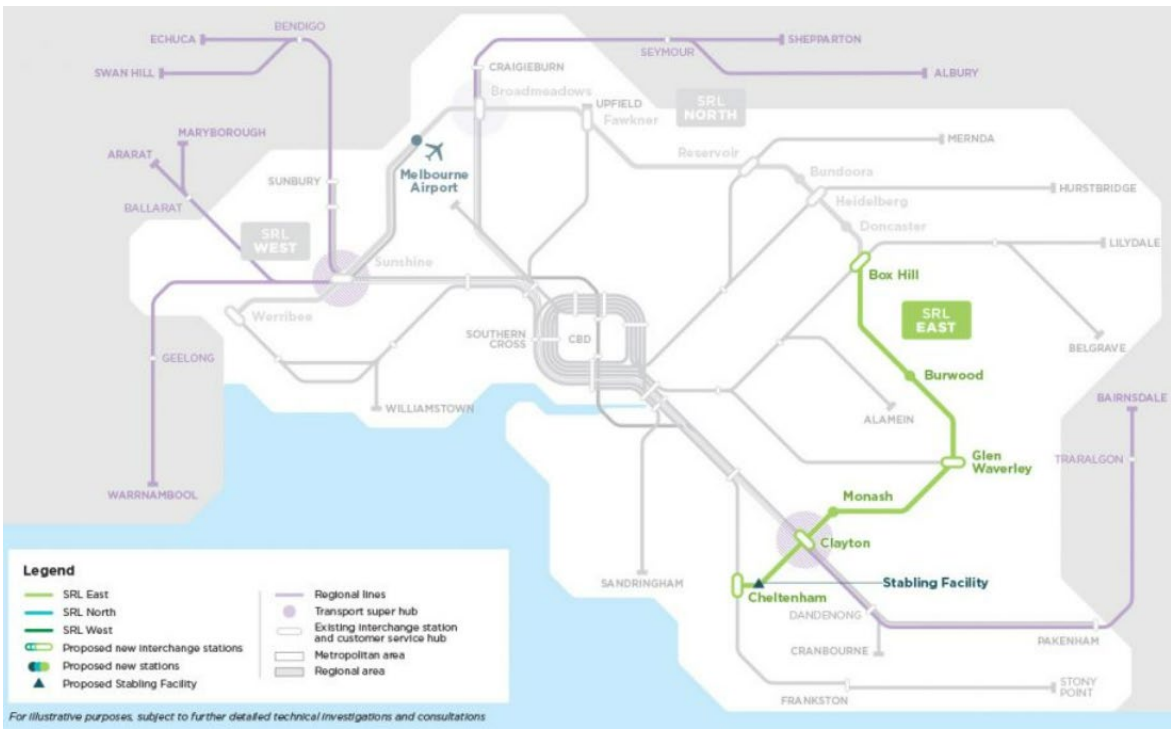 BENDIGO
ECHUCA
SWAN HILL
SEYMOUR
SHEPPARTON
ALBURY
CRAIGIEBURN
Broadmeadows
UPFIELD
Fawkner
SRL
NORTH
MARYBOROUGH
ARARAT
BALLARAT
SUNBURY
Melbourne
Airport
Reservoir
MERNDA
Bundoora
HURSTBRIDGE
Heidelberg
Doncaster
LILYDALE
SRL
WEST
Sunshine
Box Hill
Werribee
SOUTHERN
CROSS
CBD
SRL
EAST
BELGRAVE
GEELONG
WILLIAMSTOWN
Burwood
ALAMEIN
BAIRNSDALE
Glen
Waverley
TRARALGON
WARRNAMBOOL
Monash
Clayton
SANDRINGHAM
Stabling Facility
Cheltenham
DANDENONG
CRANBOURNE
PAKENHAM
FRANKSTON
STONY
POINT
Legend
SRL East
SRL North
SRL West
Proposed new interchange stations
Proposed new stations
Proposed Stabling Facility
Regional lines
Transport super hub
Existing interchange station
and customer service hub
Metropolitan area
Regional area
For illustrative purposes, subject to further detailed technical investigations and consultations